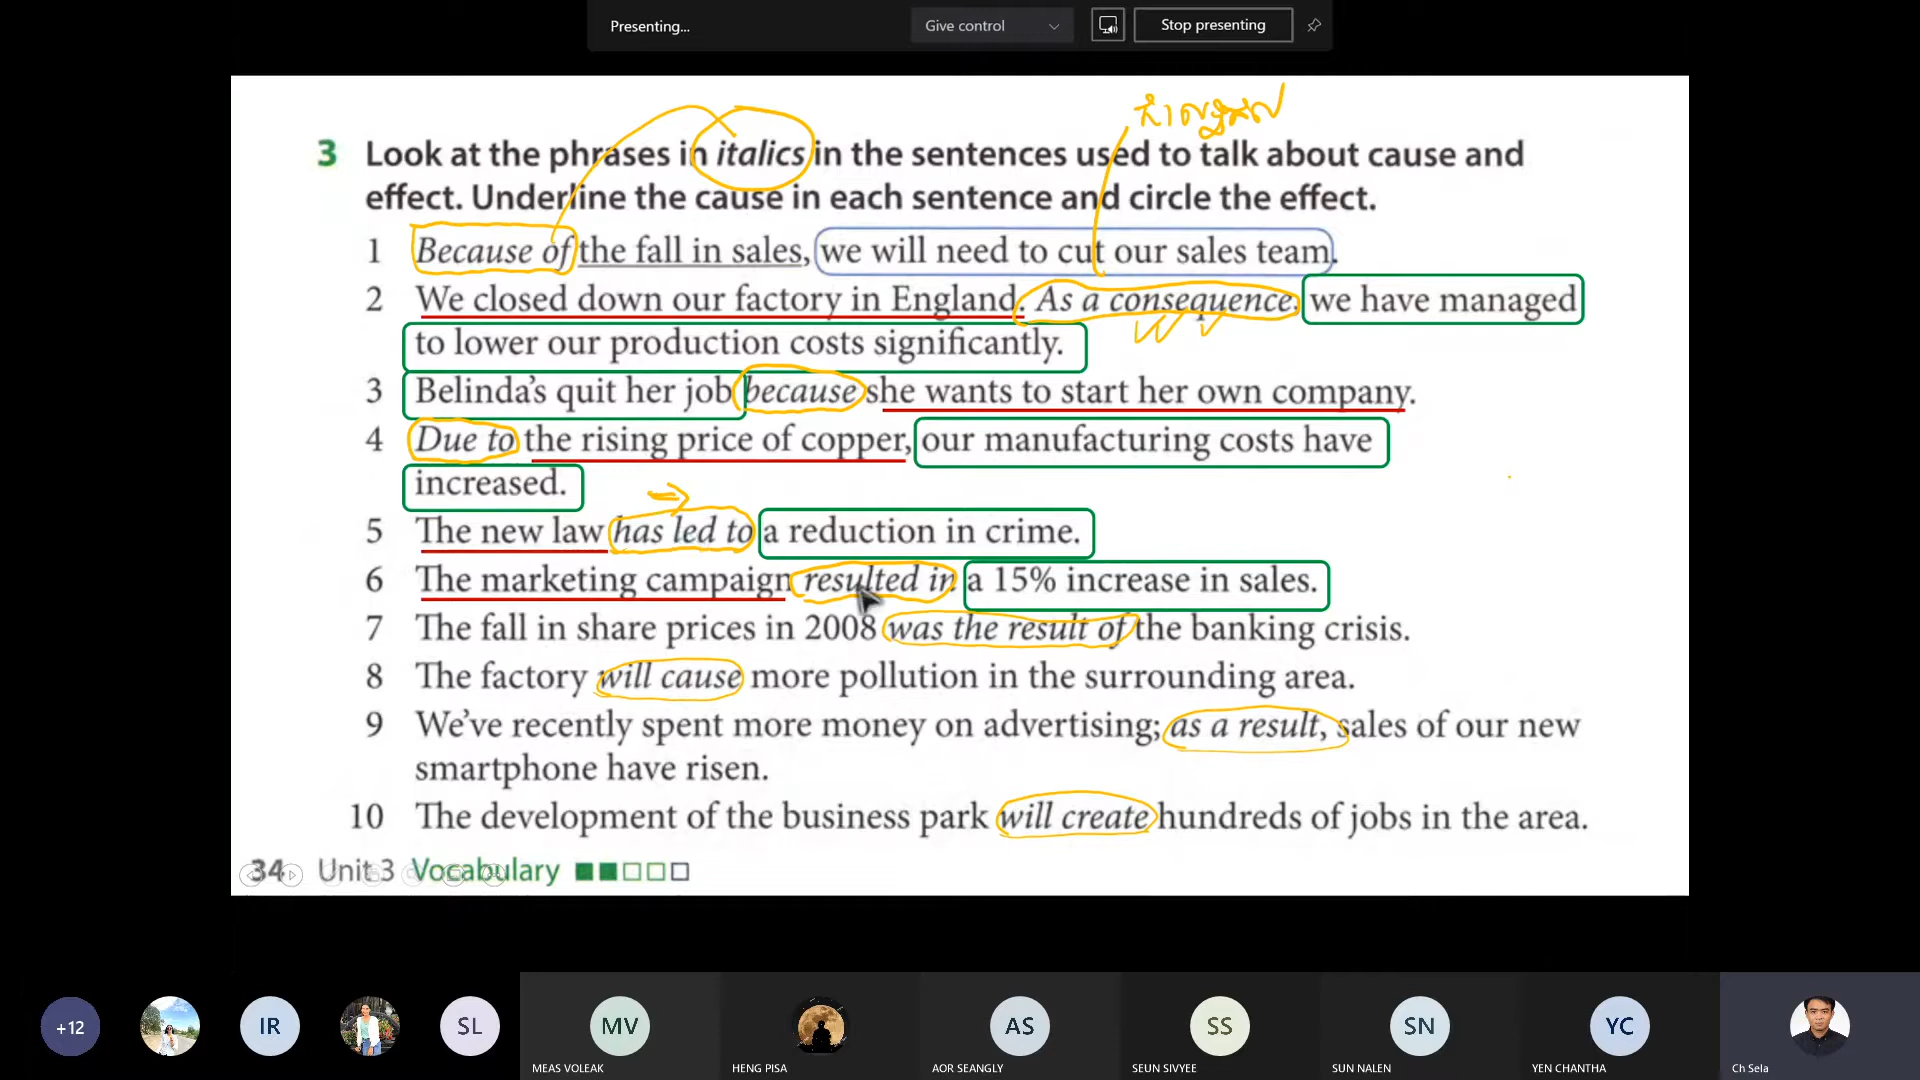 Presenting...
Give control
Stop presenting
3 Look at the phrases in italics in the sentences used to talk about cause and
effect. Underline the cause in each sentence and circle the effect.
1 Because of the fall in sales, we will need to cut our sales team.
2 We closed down our factory in England. As a consequence, we have managed
to lower our production costs significantly.
3 Belinda's quit her job because she wants to start her own company.
4 Due to the rising price of copper, our manufacturing costs have
increased.
5 The new law has led to a reduction in crime.
6 The marketing campaign resulted in a 15% increase in sales.
7 The fall in share prices in 2008 was the result of the banking crisis.
8 The factory will cause more pollution in the surrounding area.
9 We've recently spent more money on advertising; as a result, sales of our new
smartphone have risen.
10 The development of the business park will create hundreds of jobs in the area.
34 Unit 3 Vocabulary
+12
IR
SL
MV
AS
SS
SN
YC
MEAS VOLEAK
HENG PISA
AOR SEANGLY
SEUN SIVYEE
SUN NALEN
YEN CHANTHA
Ch Sela